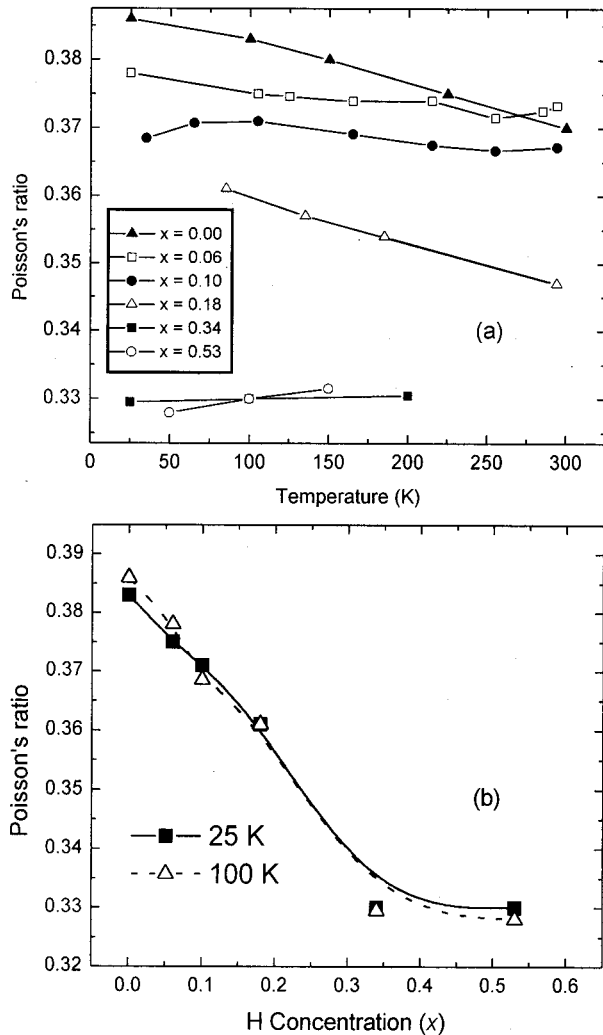 0.38
0.37
0.36
0.35
0.34
0.33
Poisson's ratio
x = 0.00
x = 0.06
x = 0.10
x = 0.18
x = 0.34
x = 0.53
(a)
0 50 100 150 200 250 300
Temperature (K)
0.39
0.38
0.37
0.36
0.35
0.34
0.33
0.32
Poisson's ratio
(b)
25 K
100 K
0.0 0.1 0.2 0.3 0.4 0.5 0.6
H Concentration (x)